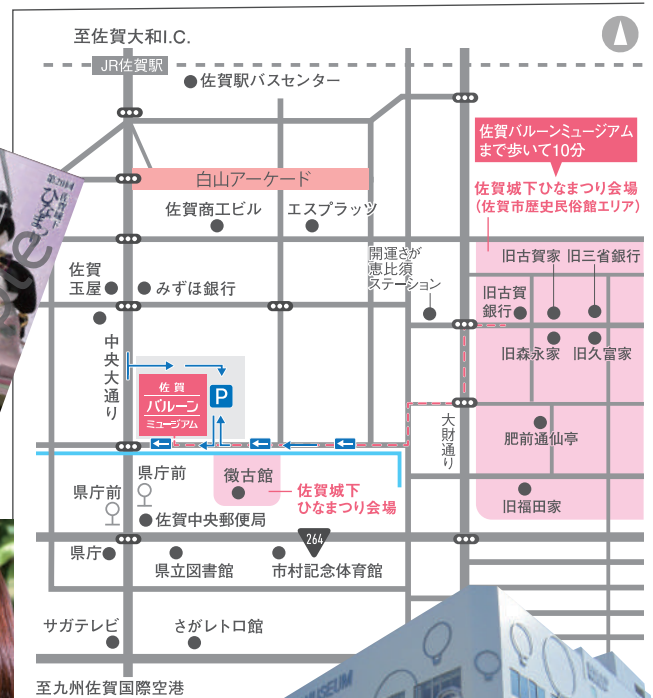 至佐賀大和I.C.
JR佐賀駅
佐賀駅バスセンター
佐賀バルーンミュージアム
まで歩いて10分
白山アーケード
佐賀城下ひなまつり会場
(佐賀市歴史民俗館エリア)
佐賀商工ビル
エスプラッツ
開運さが
恵比須
ステーション
旧古賀家
旧三省銀行
佐賀
玉屋
みずほ銀行
旧古賀
銀行
旧森永家
旧久富家
中央大通り
佐賀
バルーン
ミュージアム
P
大財通り
肥前通仙亭
県庁前
県庁前
徴古館
佐賀城下
ひなまつり会場
旧福田家
佐賀中央郵便局
264
県庁
県立図書館
市村記念体育館
サガテレビ
さがレトロ館
至九州佐賀国際空港
MUSEUM